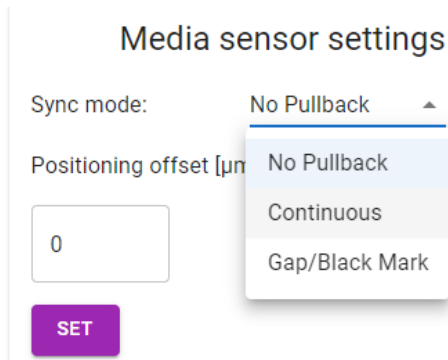 Media sensor settings
Sync mode: No Pullback
Positioning offset [µm
No Pullback
Continuous
Gap/Black Mark
0
SET